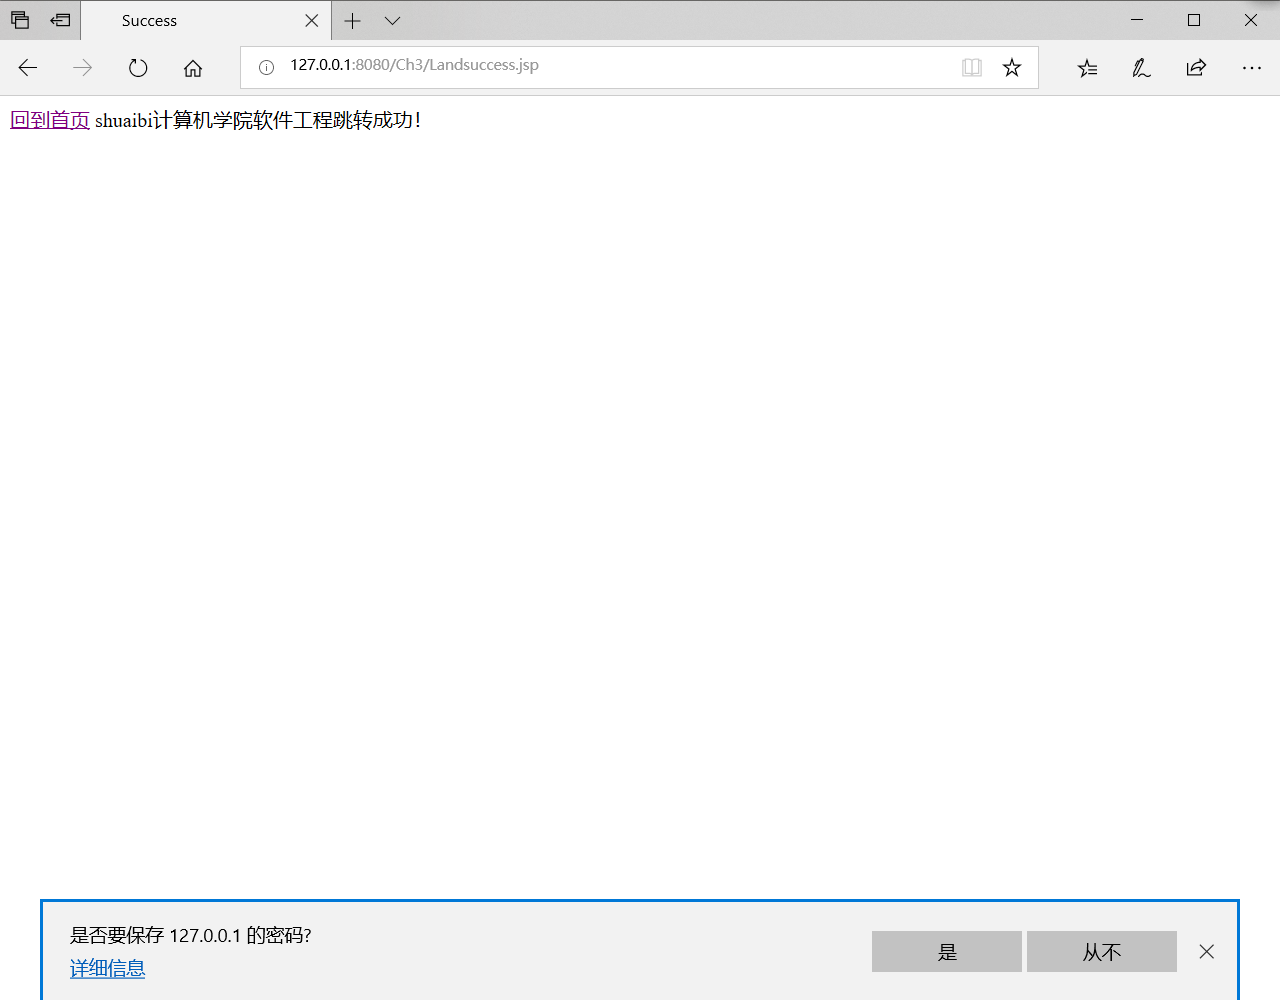 Success
127.0.0.1:8080/Ch3/Landsuccess.jsp
回到首页 shuaibi计算机学院软件工程跳转成功！
是否要保存 127.0.0.1 的密码?
是
从不
详细信息